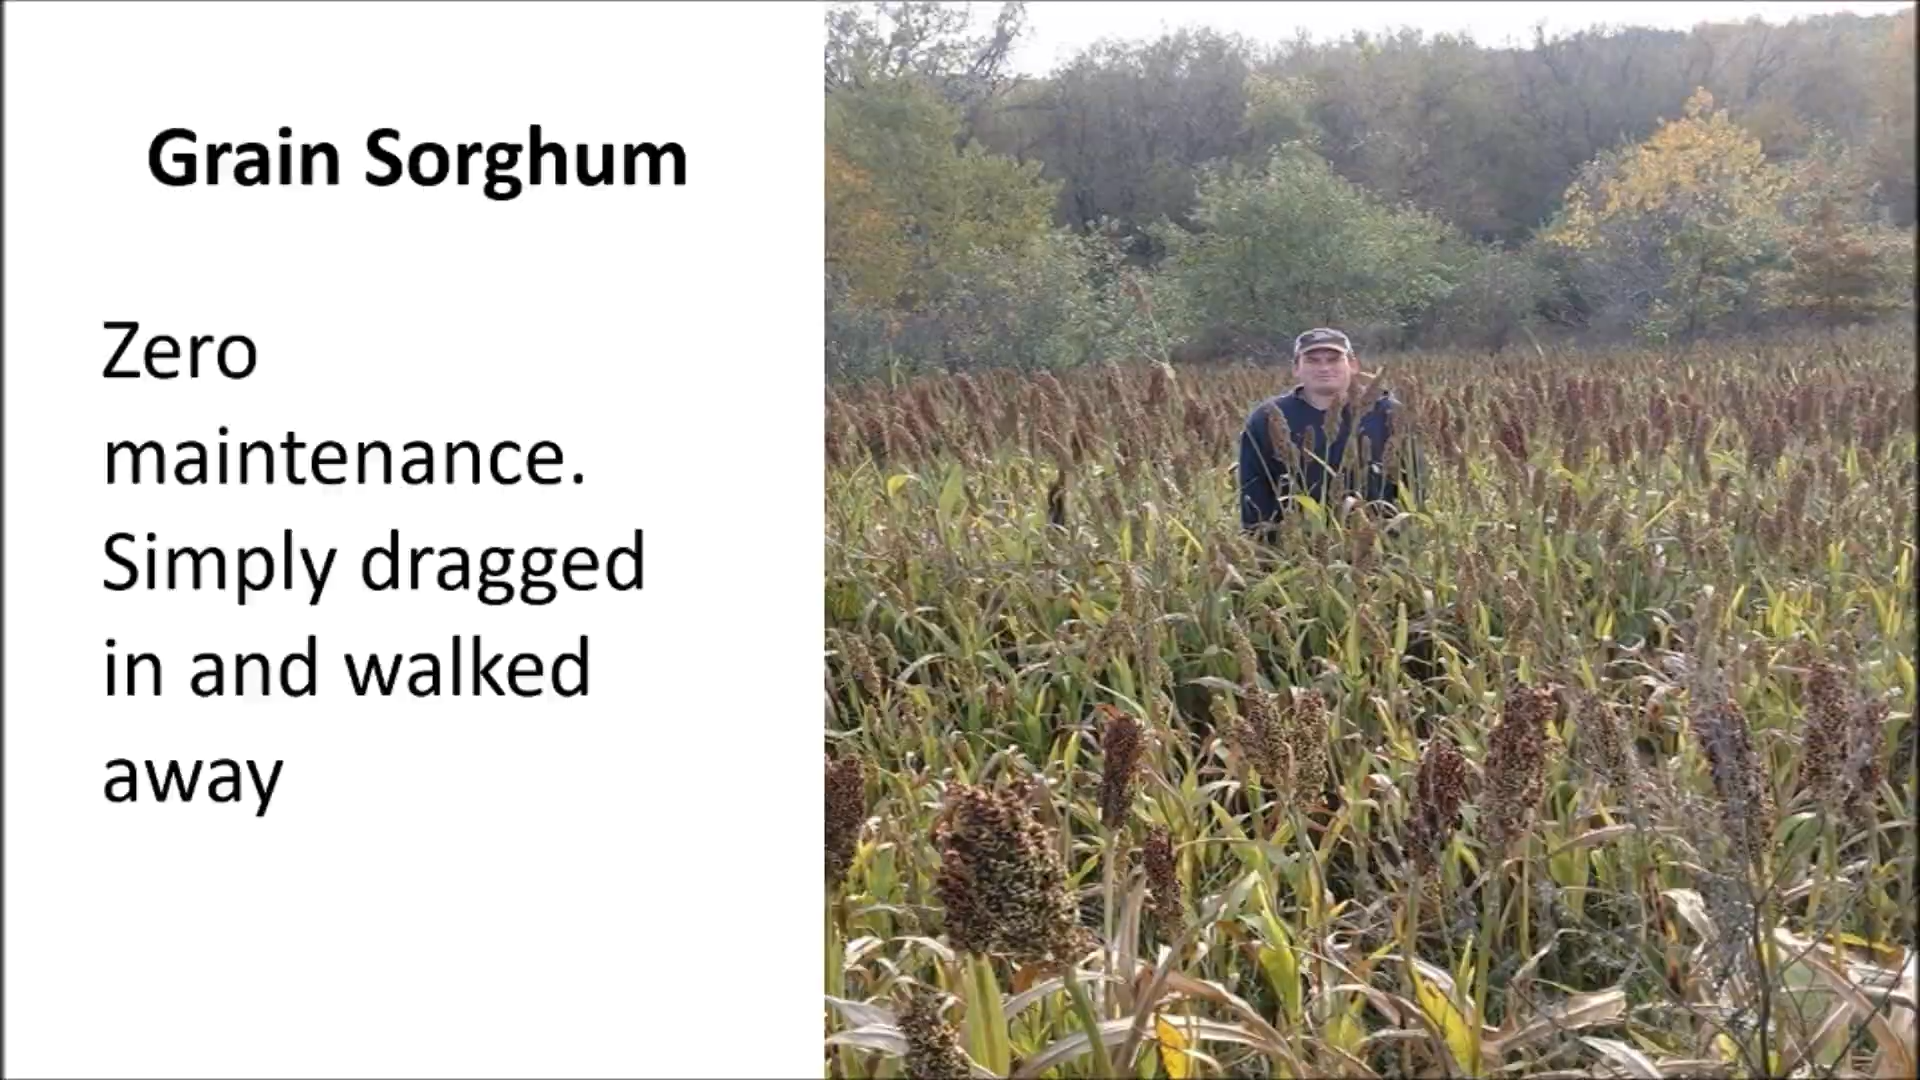 Grain Sorghum
Zero
maintenance.
Simply dragged
in and walked
away